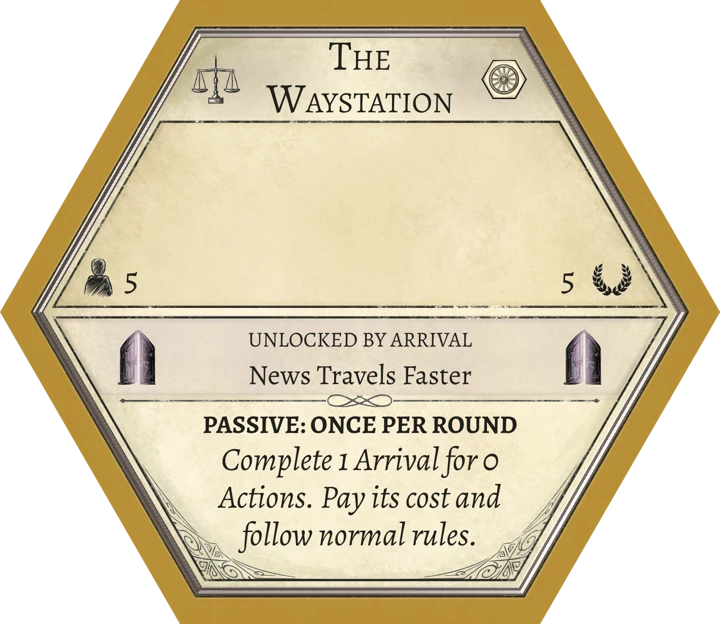 The
Waystation
5
5
UNLOCKED BY ARRIVAL
News Travels Faster
PASSIVE: ONCE PER ROUND
Complete 1 Arrival for 0
Actions. Pay its cost and
follow normal rules.